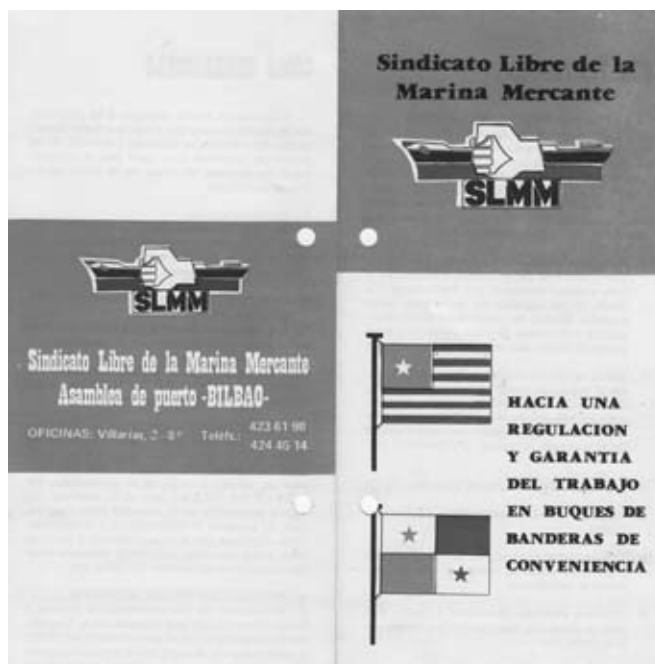 SLMM
Sindicato Libre de la Marina Mercante
Asamblea de puerto -BILBAO-
OFICINAS: Villarías, 2 - Teléfs.: 423 61 98
424 45 14
Sindicato Libre de la
Marina Mercante
SLMM
HACIA UNA
REGULACION
Y GARANTIA
DEL TRABAJO
EN BUQUES DE
BANDERAS DE
CONVENIENCIA